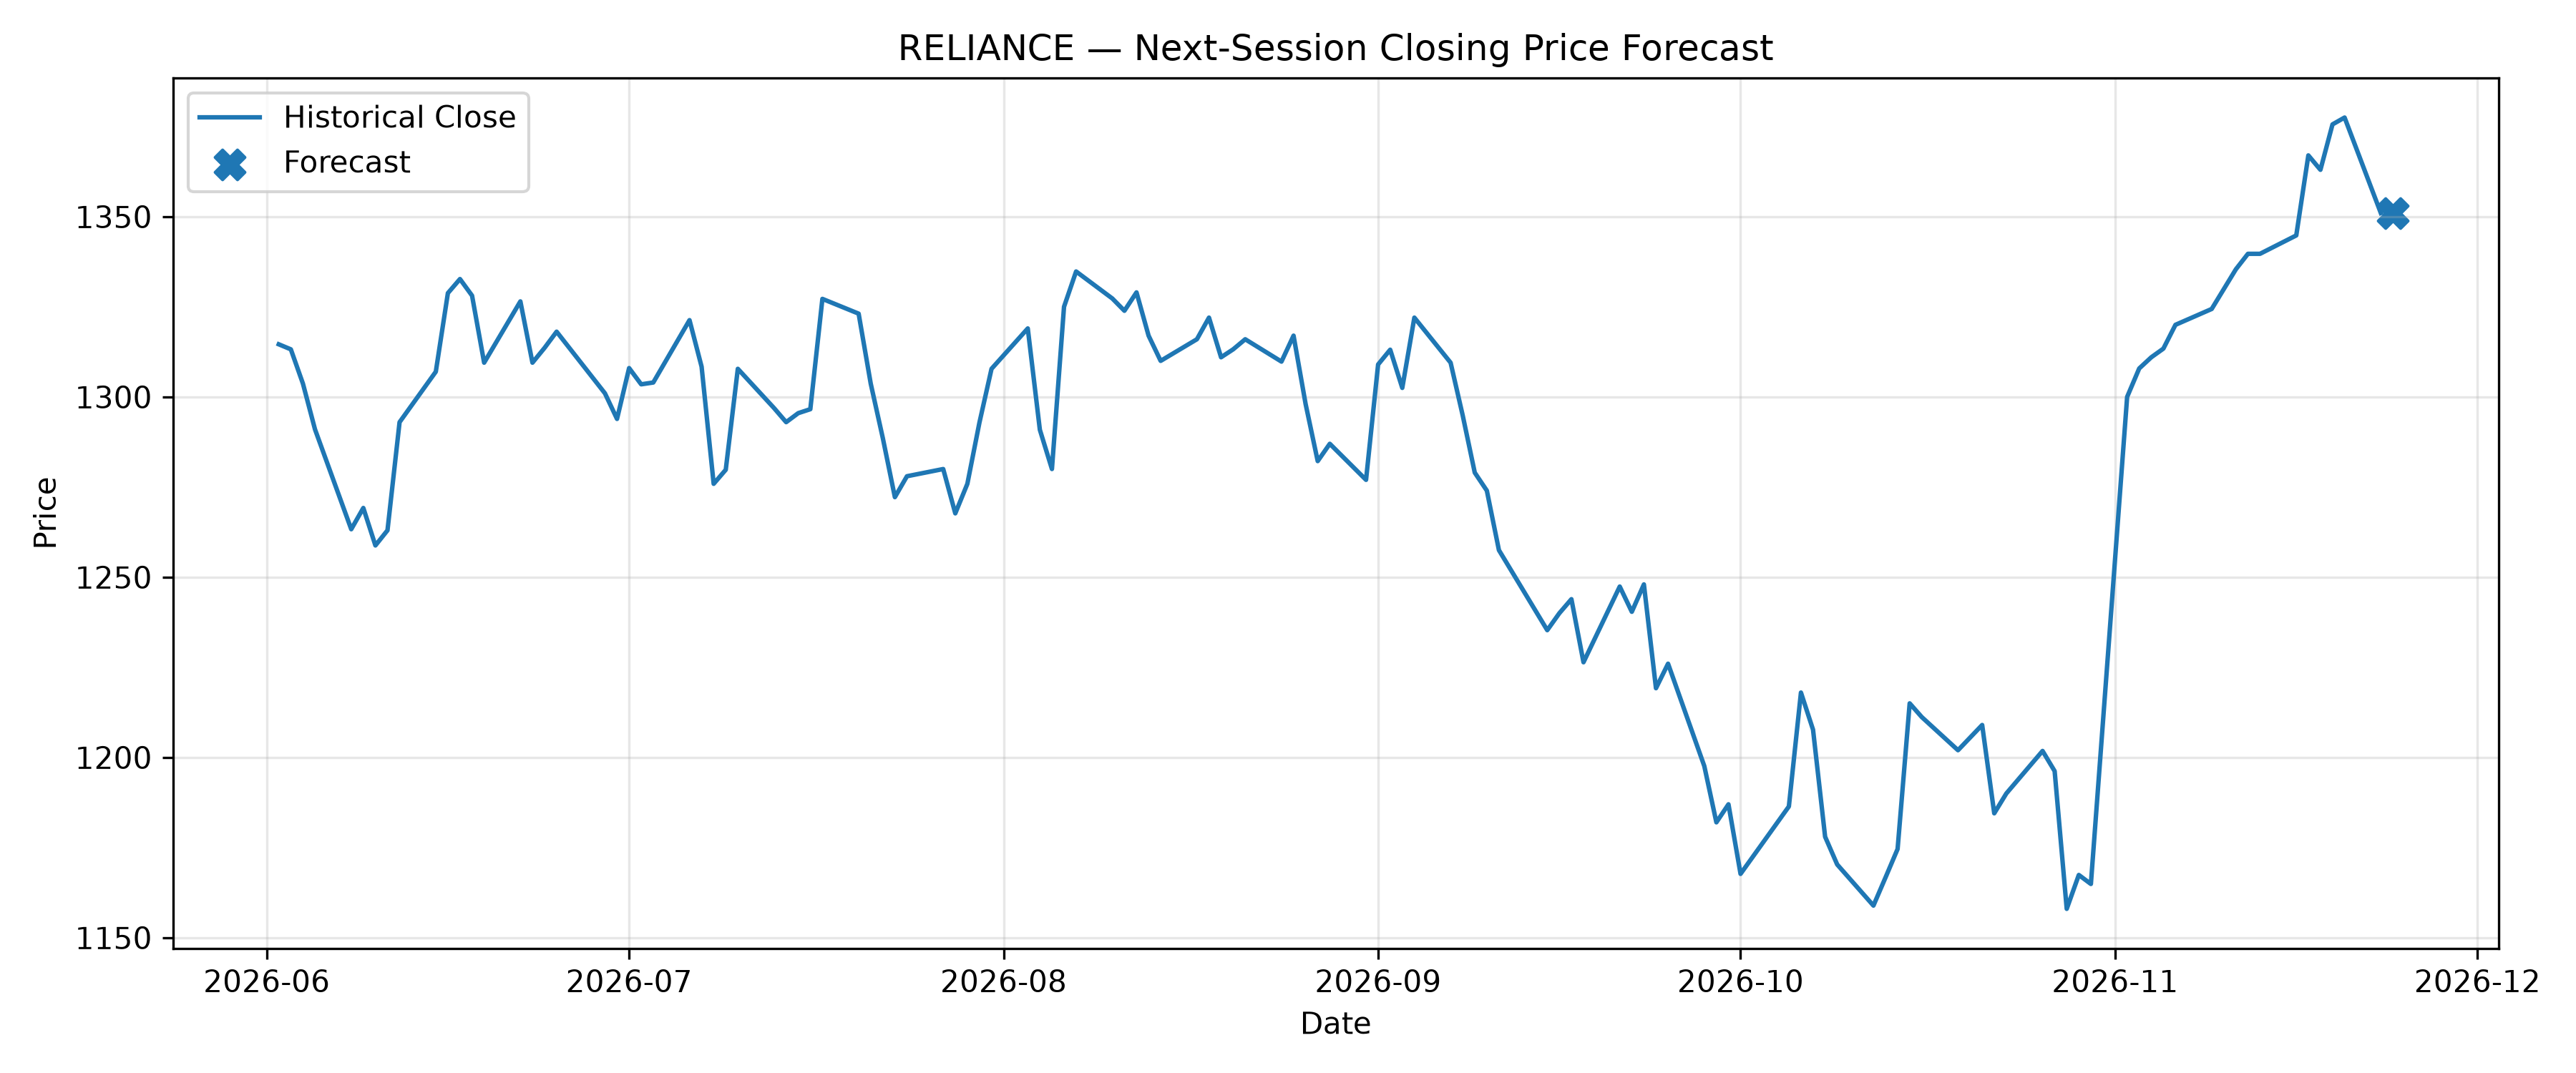 RELIANCE — Next-Session Closing Price Forecast
Historical Close
Forecast
Price
1350
1300
1250
1200
1150
2026-06
2026-07
2026-08
2026-09
2026-10
2026-11
2026-12
Date